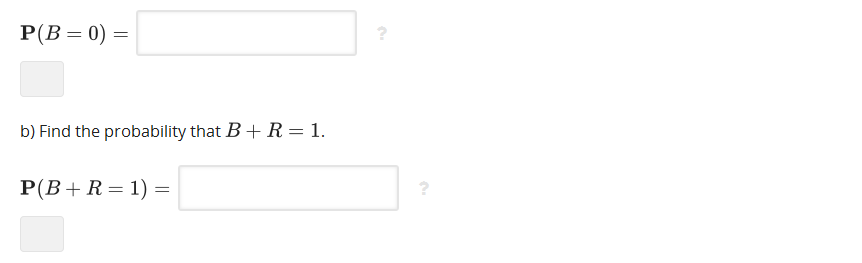 P(B = 0) =
?
b) Find the probability that B + R = 1.
P(B + R = 1) =
?